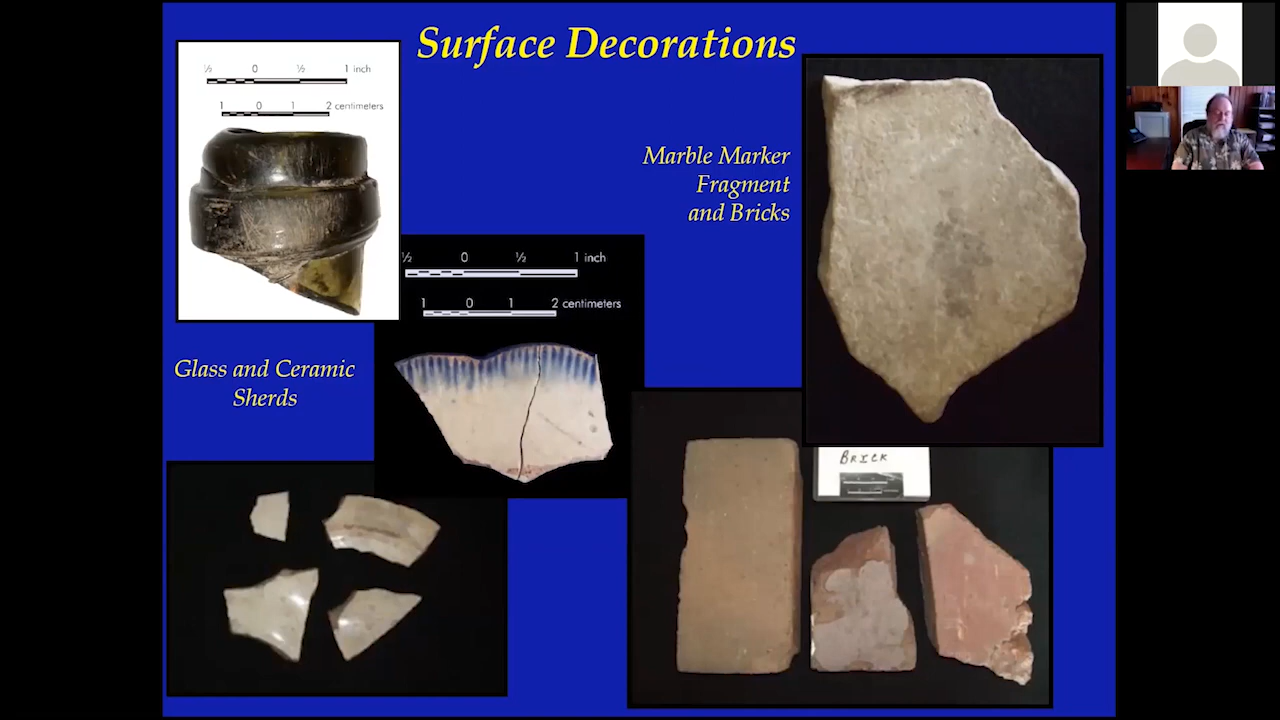 Surface Decorations
½ 0 ½ 1 inch
1 0 1 2 centimeters
Marble Marker
Fragment
and Bricks
½ 0 ½ 1 inch
1 0 1 2 centimeters
Glass and Ceramic
Sherds
BRICK